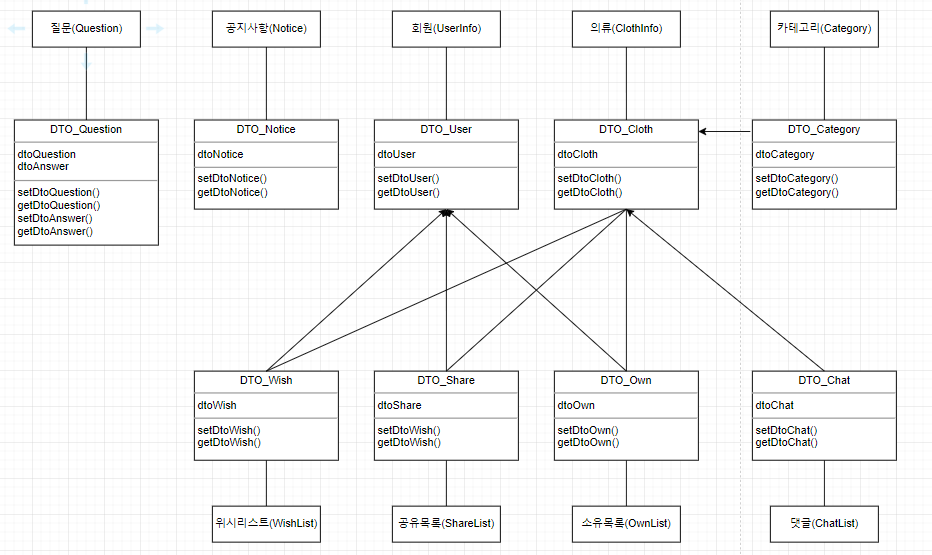 질문(Question)
공지사항(Notice)
회원(UserInfo)
의류(ClothInfo)
카테고리(Category)
DTO_Question
dtoQuestion
dtoAnswer
setDtoQuestion()
getDtoQuestion()
setDtoAnswer()
getDtoAnswer()
DTO_Notice
dtoNotice
setDtoNotice()
getDtoNotice()
DTO_User
dtoUser
setDtoUser()
getDtoUser()
DTO_Cloth
dtoCloth
setDtoCloth()
getDtoCloth()
DTO_Category
dtoCategory
setDtoCategory()
getDtoCategory()
DTO_Wish
dtoWish
setDtoWish()
getDtoWish()
DTO_Share
dtoShare
setDtoWish()
getDtoWish()
DTO_Own
dtoOwn
setDtoOwn()
getDtoOwn()
DTO_Chat
dtoChat
setDtoChat()
getDtoChat()
위시리스트(WishList)
공유목록(ShareList)
소유목록(OwnList)
댓글(ChatList)